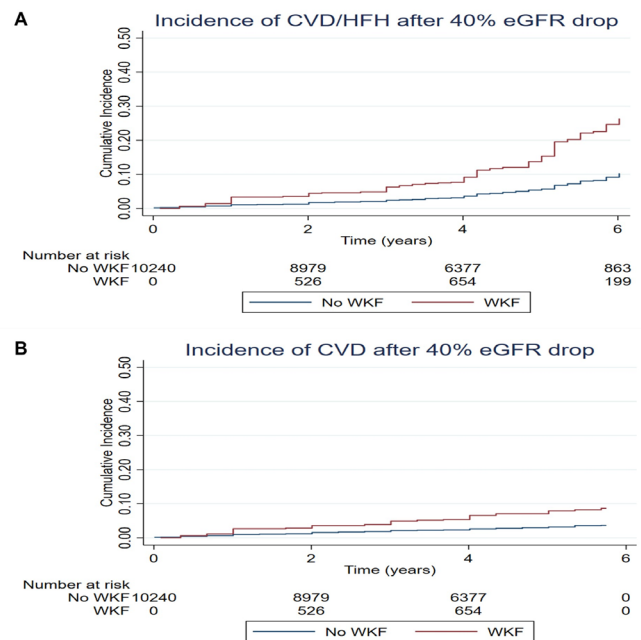 A
Incidence of CVD/HFH after 40% eGFR drop
Cumulative Incidence
0.50
0.40
0.30
0.20
0.10
0.00
0 2 4 6
Time (years)
Number at risk
No WKF 10240 8979 6377 863
WKF 0 526 654 199
No WKF WKF
B
Incidence of CVD after 40% eGFR drop
Cumulative Incidence
0.50
0.40
0.30
0.20
0.10
0.00
0 2 4 6
Time (years)
Number at risk
No WKF 10240 8979 6377 0
WKF 0 526 654 0
No WKF WKF